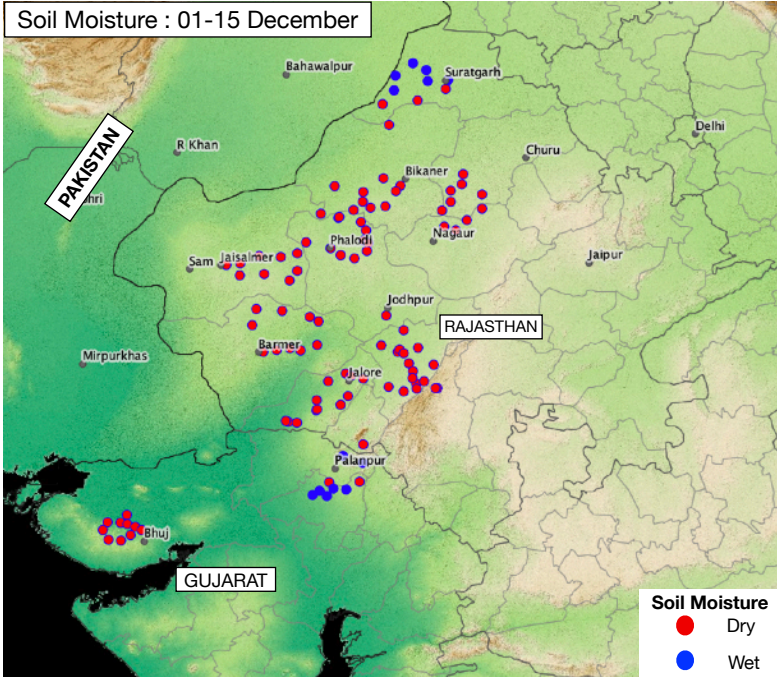 Soil Moisture : 01-15 December
Bahawalpur
Suratgarh
Delhi
R Khan
PAKISTAN
Churu
Bikaner
hri
Phalodi
Nagaur
Sam
Jaisalmer
Jaipur
Jodhpur
RAJASTHAN
Barmer
Mirpurkhas
Jalore
Palanpur
Bhuj
GUJARAT
Soil Moisture
Dry
Wet